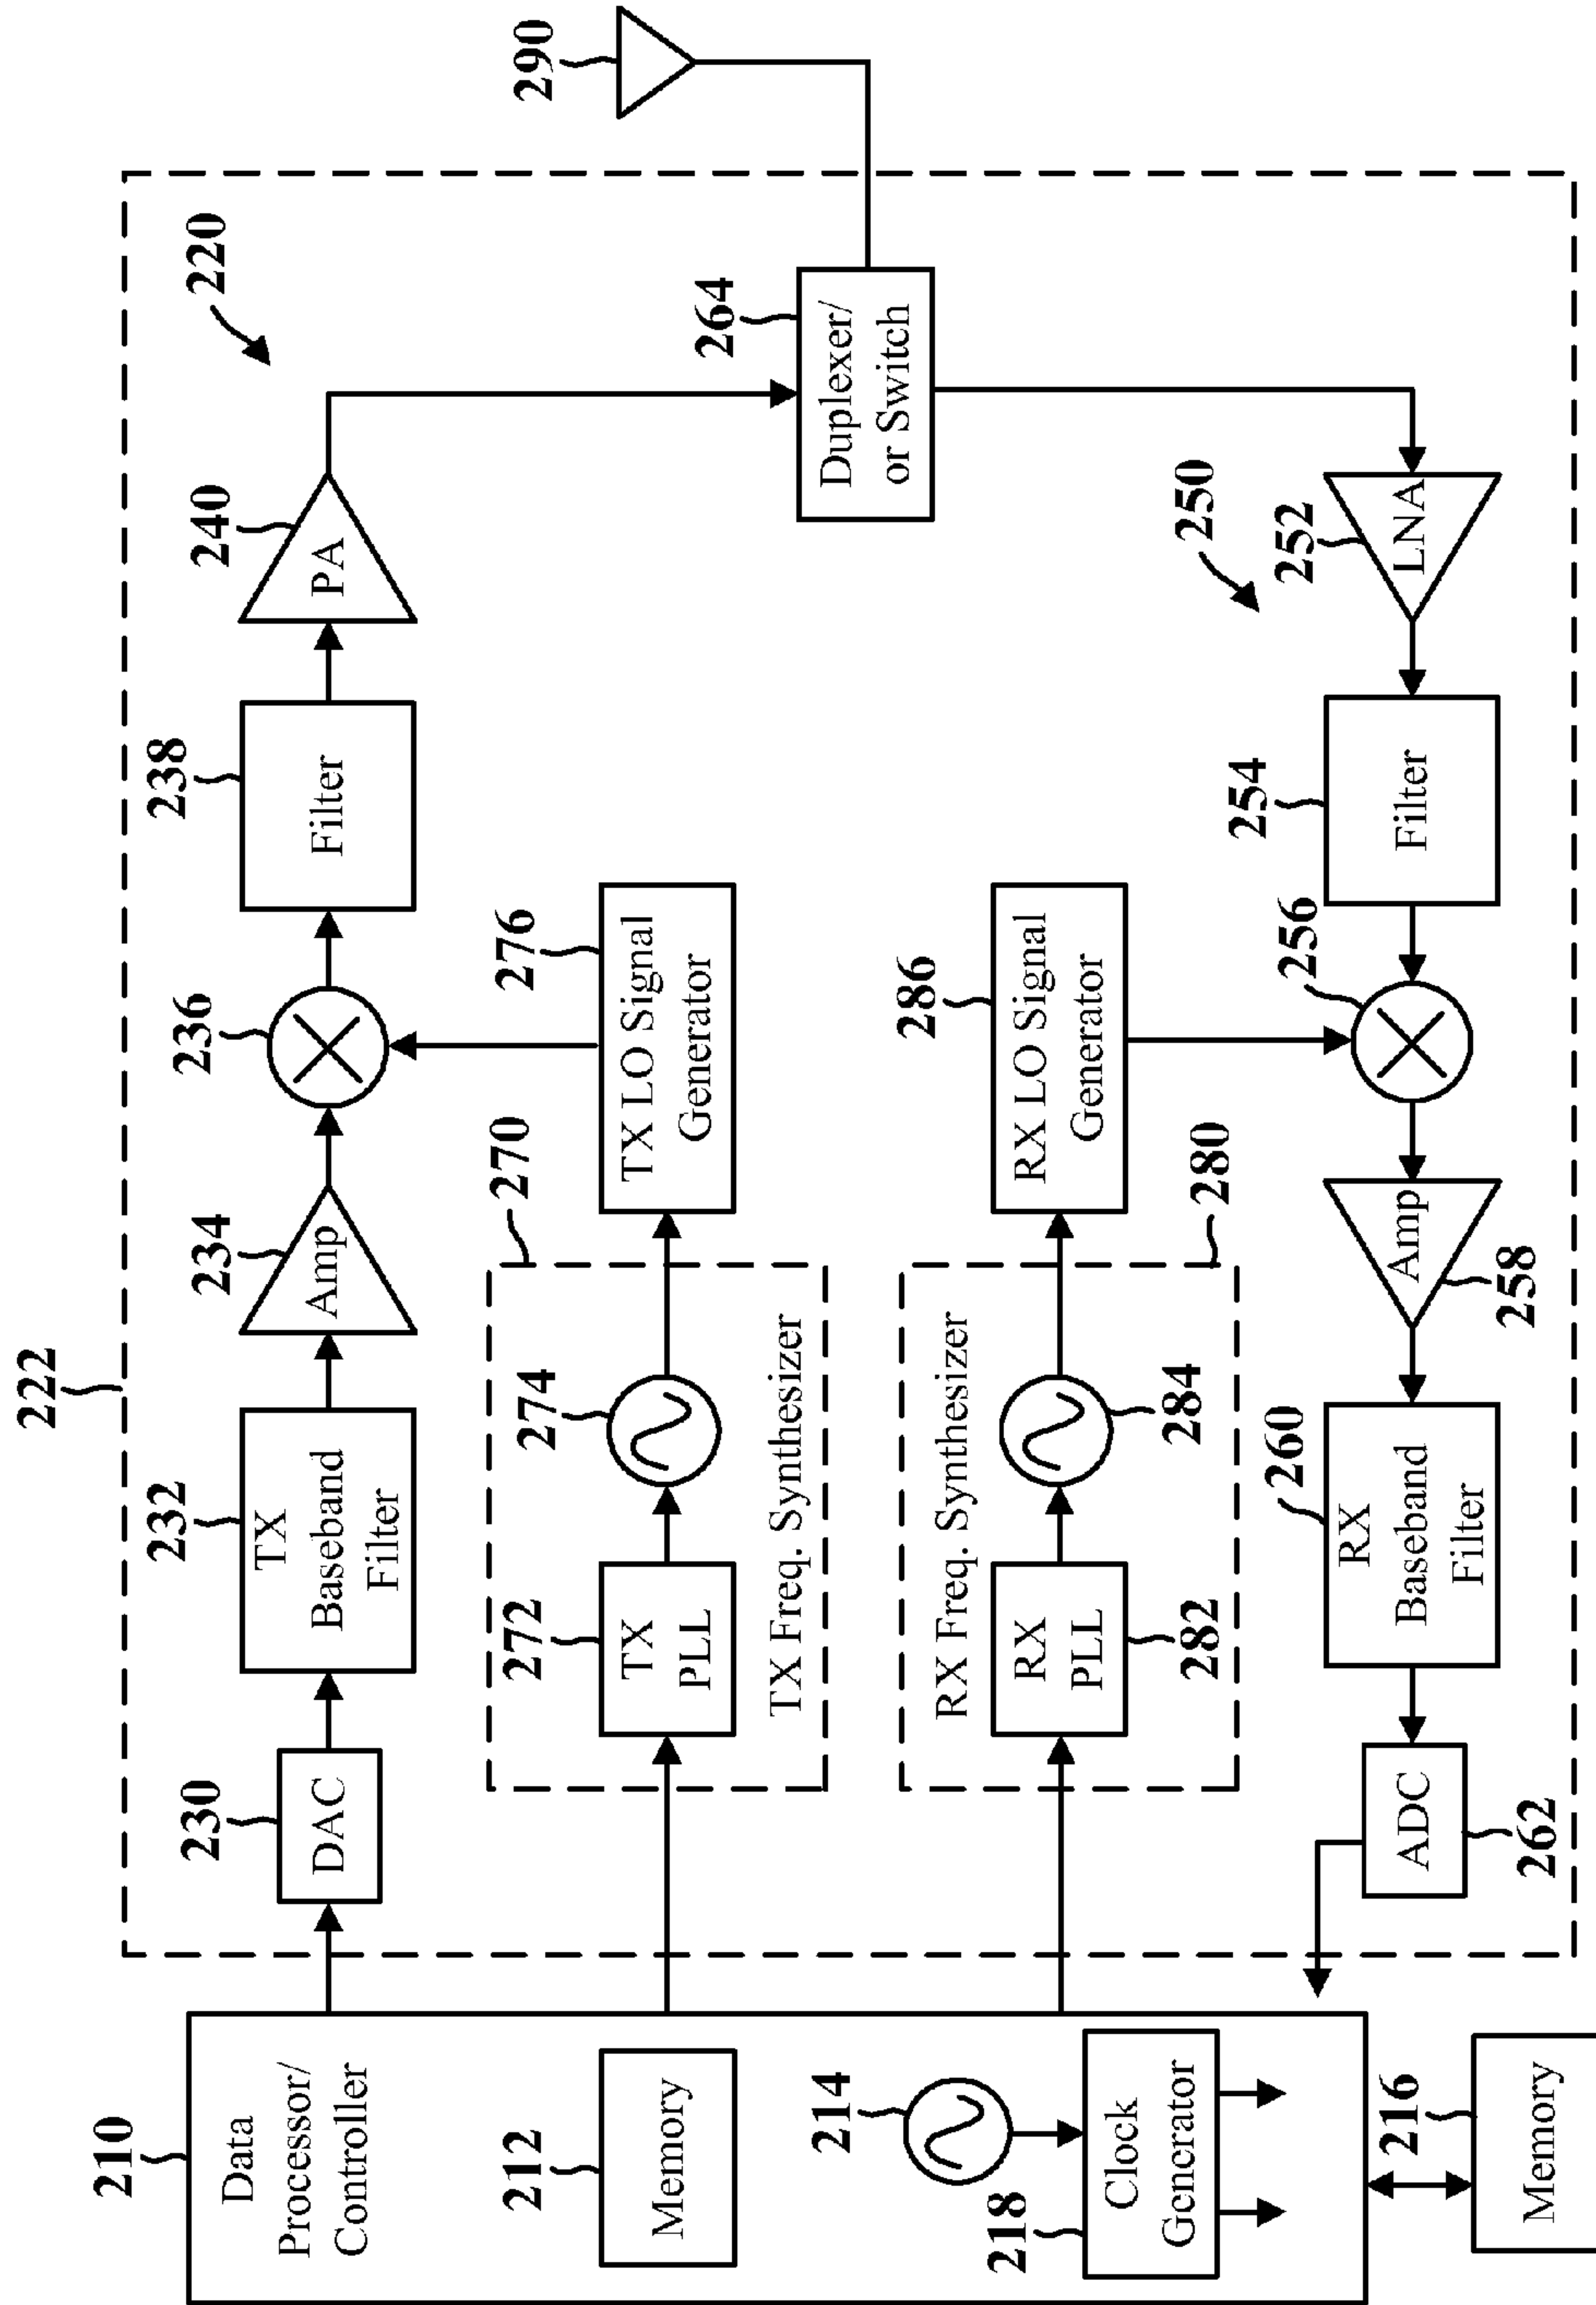 222
220
210
Data
Processor/
Controller
230
DAC
232
TX
Baseband
Filter
234
Amp
236
238
Filter
240
PA
290
212
Memory
270
272
TX
PLL
274
TX Freq. Synthesizer
276
TX LO Signal
Generator
264
Duplexer/
or Switch
214
218
Clock
Generator
RX Freq. Synthesizer
282
RX
PLL
284
280
286
RX LO Signal
Generator
250
262
ADC
260
RX
Baseband
Filter
258
Amp
256
254
Filter
252
LNA
216
Memory